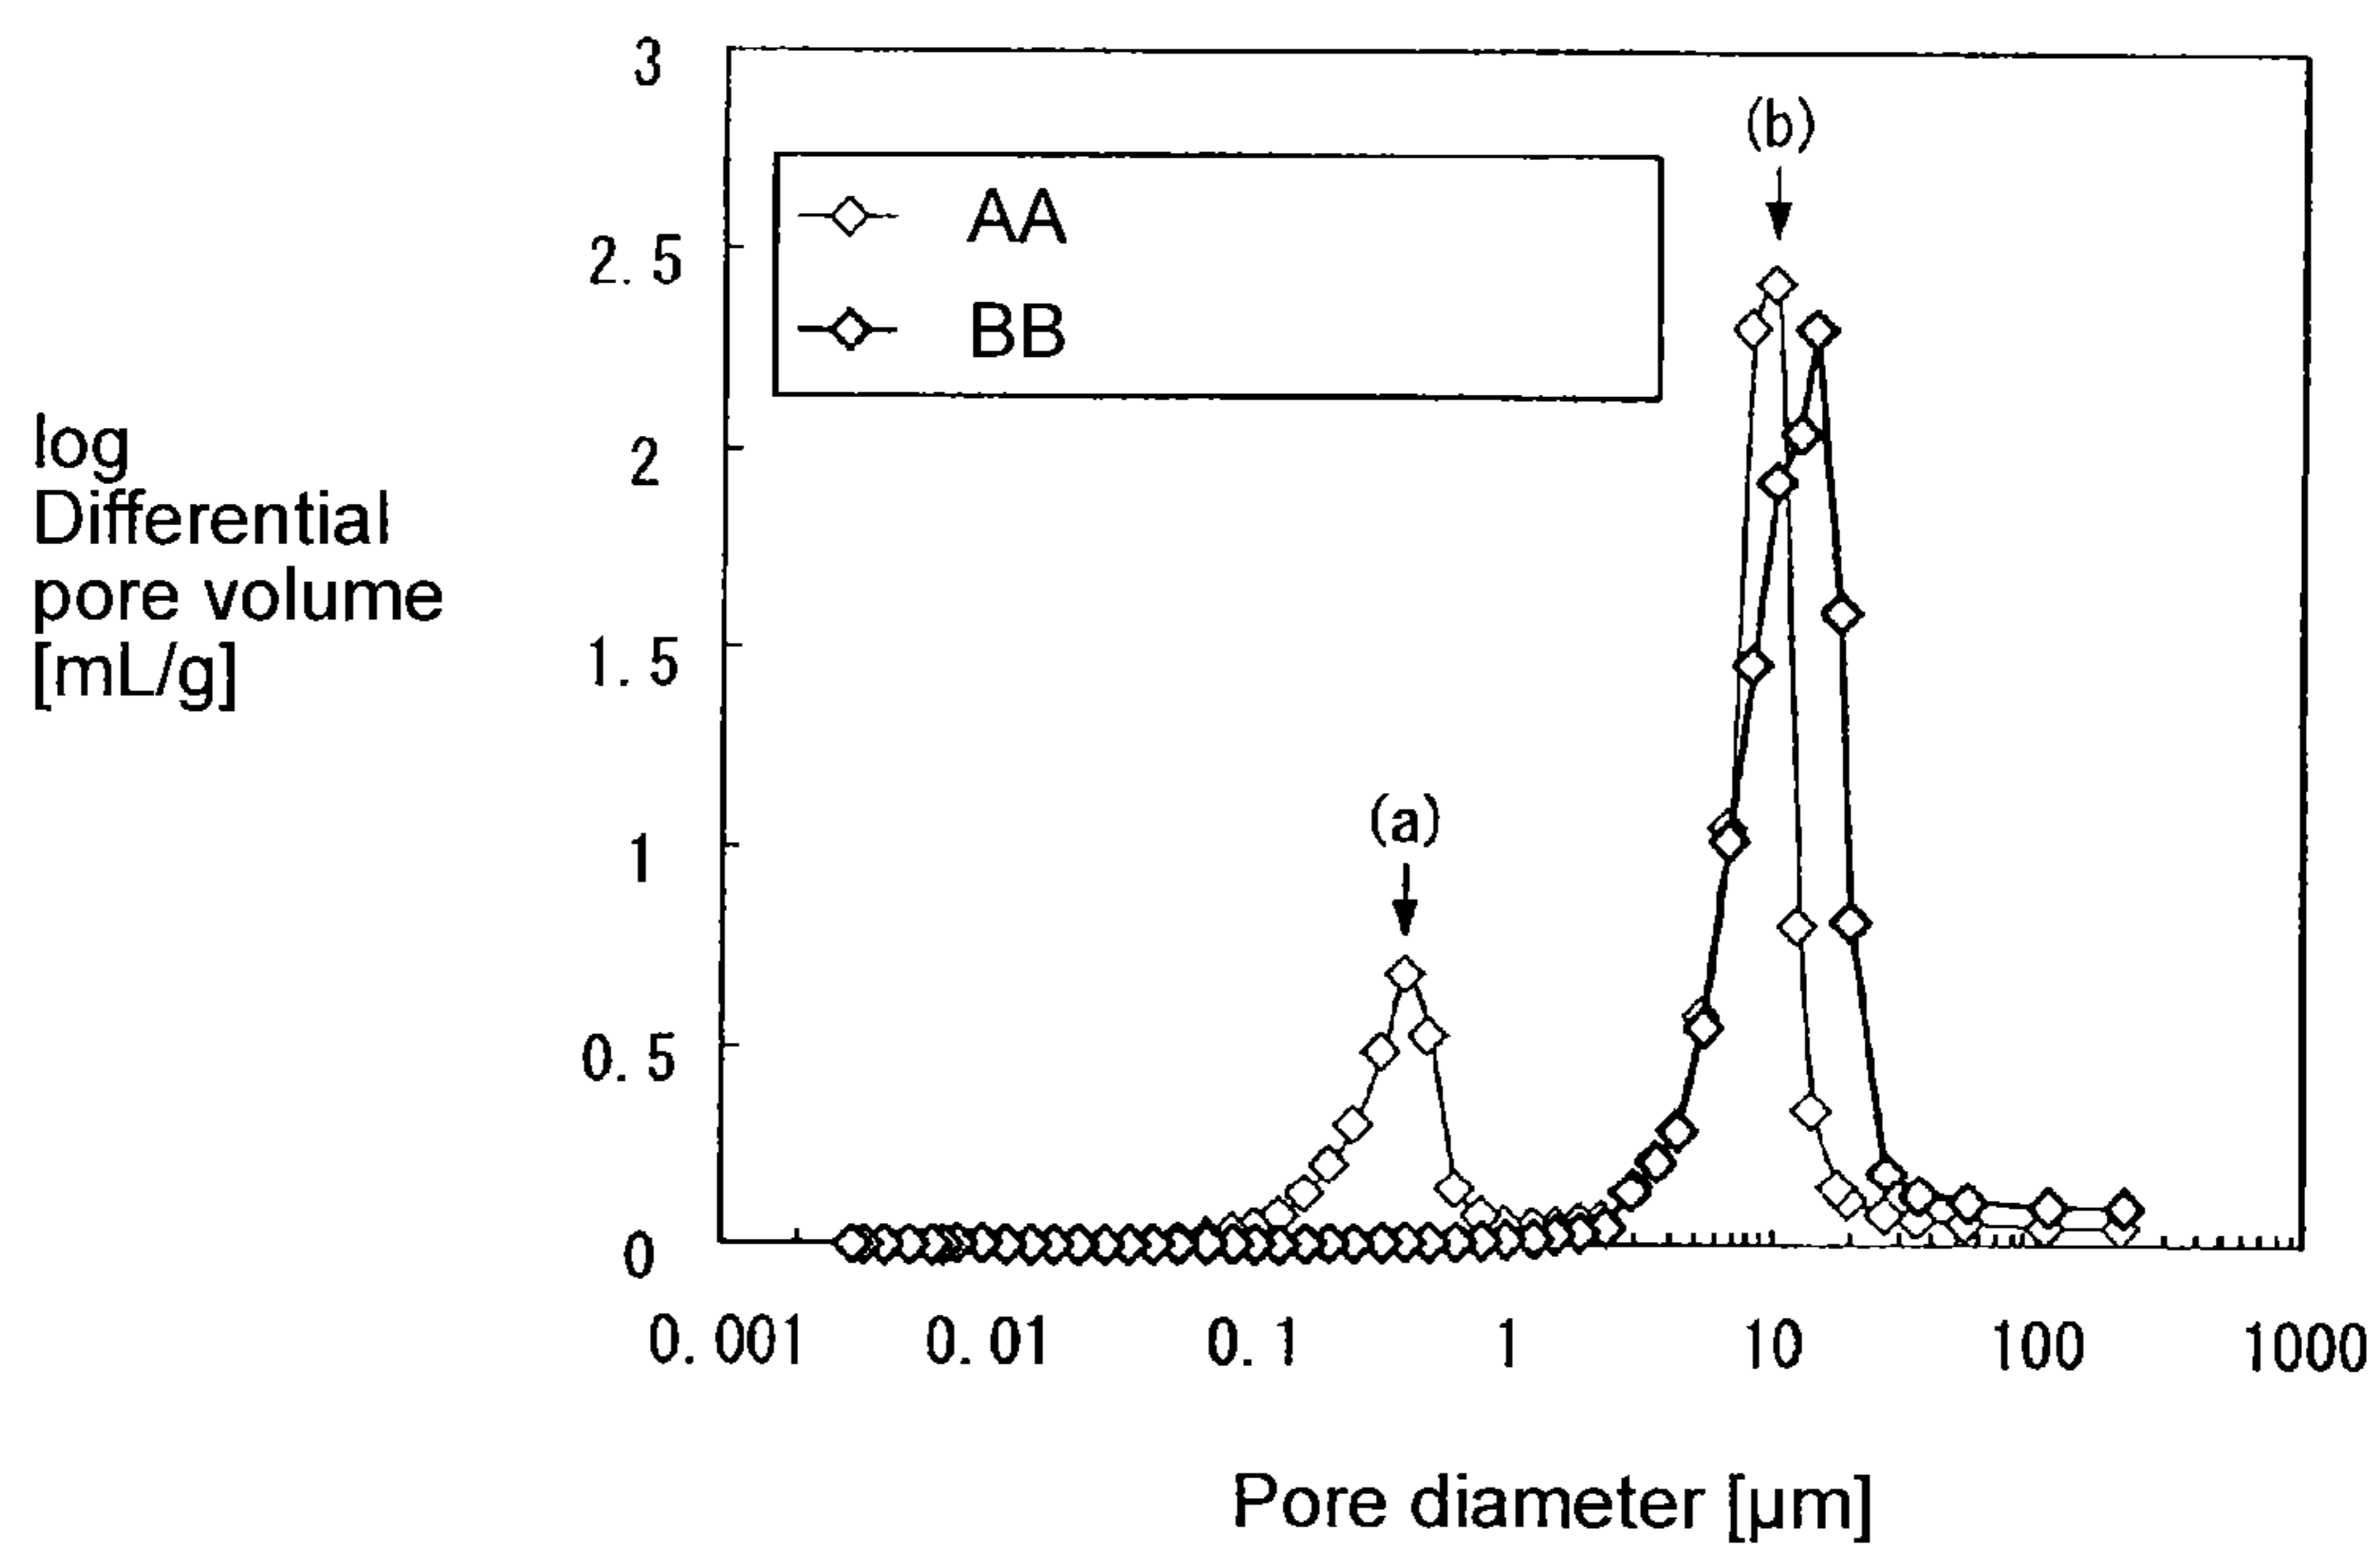 3
(b)
AA
2.5
BB
log
Differential
pore volume
[mL/g]
2
1.5
(a)
1
0.5
0
0.001 0.01 0.1 1 10 100 1000
Pore diameter [µm]